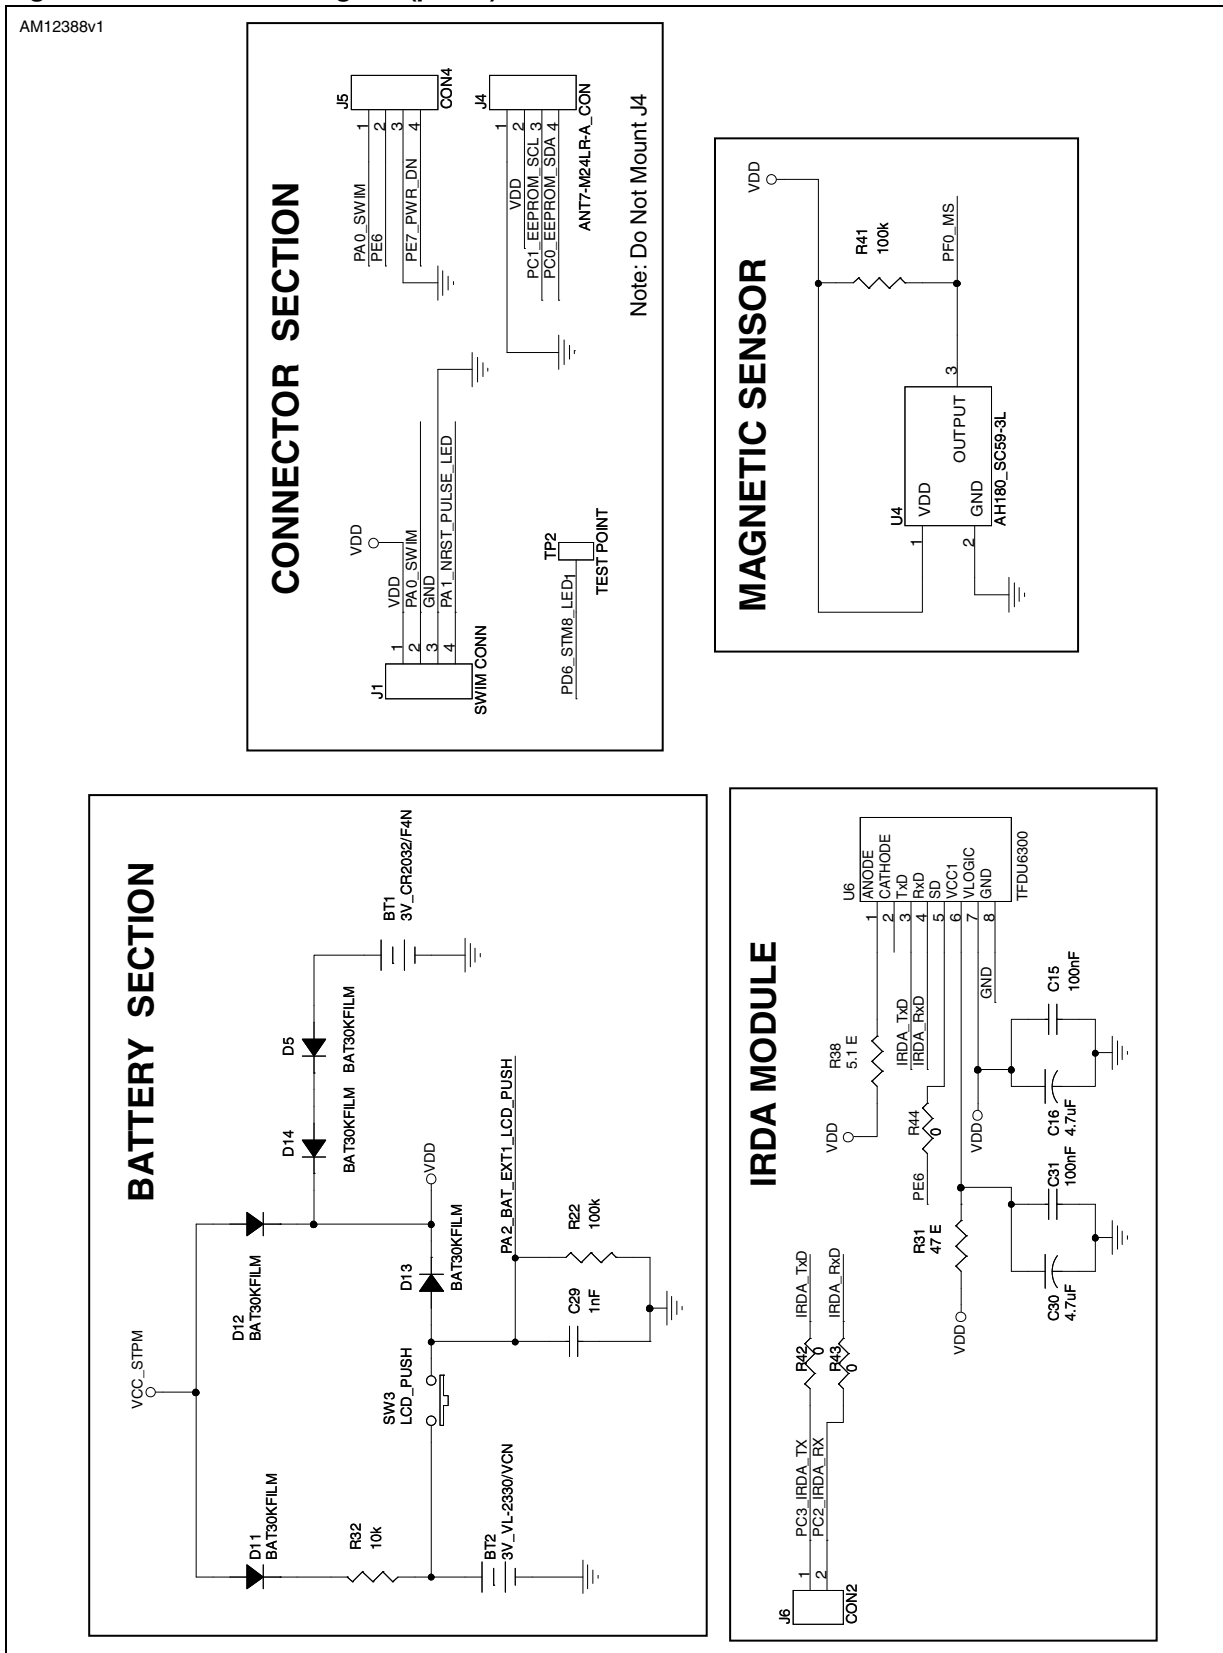 AM12388v1
CONNECTOR SECTION
J5
CON4
1
2
3
4
PA0_SWIM
PE6
PE7_PWR_DN
J4
ANT7-M24LR-A_CON
1
2
3
4
VDD
PC1_EEPROM_SCL
PC0_EEPROM_SDA
Note: Do Not Mount J4
VDD
J1
SWIM CONN
1
2
3
4
VDD
PA0_SWIM
GND
PA1_NRST_PULSE_LED
TP2
TEST POINT
PD6_STM8_LED
1
MAGNETIC SENSOR
VDD
R41
100k
PF0_MS
3
OUTPUT
U4
VDD
GND
AH180_SC59-3L
1
2
BATTERY SECTION
VCC_STPM
D12
BAT30KFILM
D11
BAT30KFILM
R32
10k
BT2
3V_VL-2330/VCN
SW3
LCD_PUSH
D13
BAT30KFILM
VDD
D14
BAT30KFILM
D5
BAT30KFILM
BT1
3V_CR2032/F4N
PA2_BAT_EXT1_LCD_PUSH
C29
1nF
R22
100k
IRDA MODULE
U6
TFDU6300
ANODE
CATHODE
TxD
RxD
SD
VCC1
VLOGIC
GND
1
2
3
4
5
6
7
8
VDD
R38
5.1 E
IRDA_TxD
IRDA_RxD
PE6
R44
0
VDD
GND
C15
100nF
C16
4.7uF
VDD
R31
47 E
C31
100nF
C30
4.7uF
J6
CON2
1
2
PC3_IRDA_TX
PC2_IRDA_RX
R42
0
R43
0
IRDA_TxD
IRDA_RxD